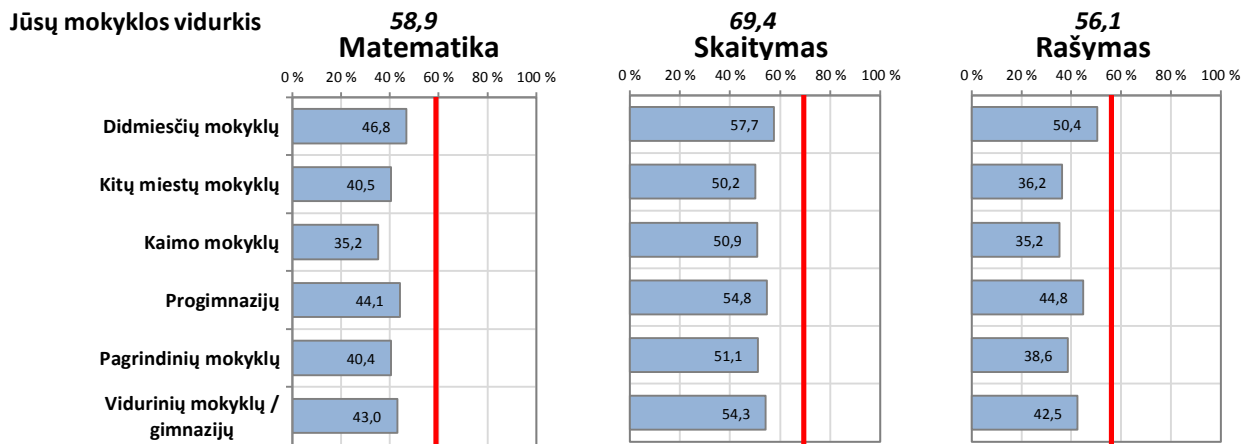 Jūsų mokyklos vidurkis 58,9 69,4 56,1
Matematika Skaitymas Rašymas
0 % 20 % 40 % 60 % 80 % 100 % 0 % 20 % 40 % 60 % 80 % 100 % 0 % 20 % 40 % 60 % 80 % 100 %
Didmiesčių mokyklų 46,8 57,7 50,4
Kitų miestų mokyklų 40,5 50,2 36,2
Kaimo mokyklų 35,2 50,9 35,2
Progimnazijų 44,1 54,8 44,8
Pagrindinių mokyklų 40,4 51,1 38,6
Vidurinių mokyklų /
gimnazijų 43,0 54,3 42,5